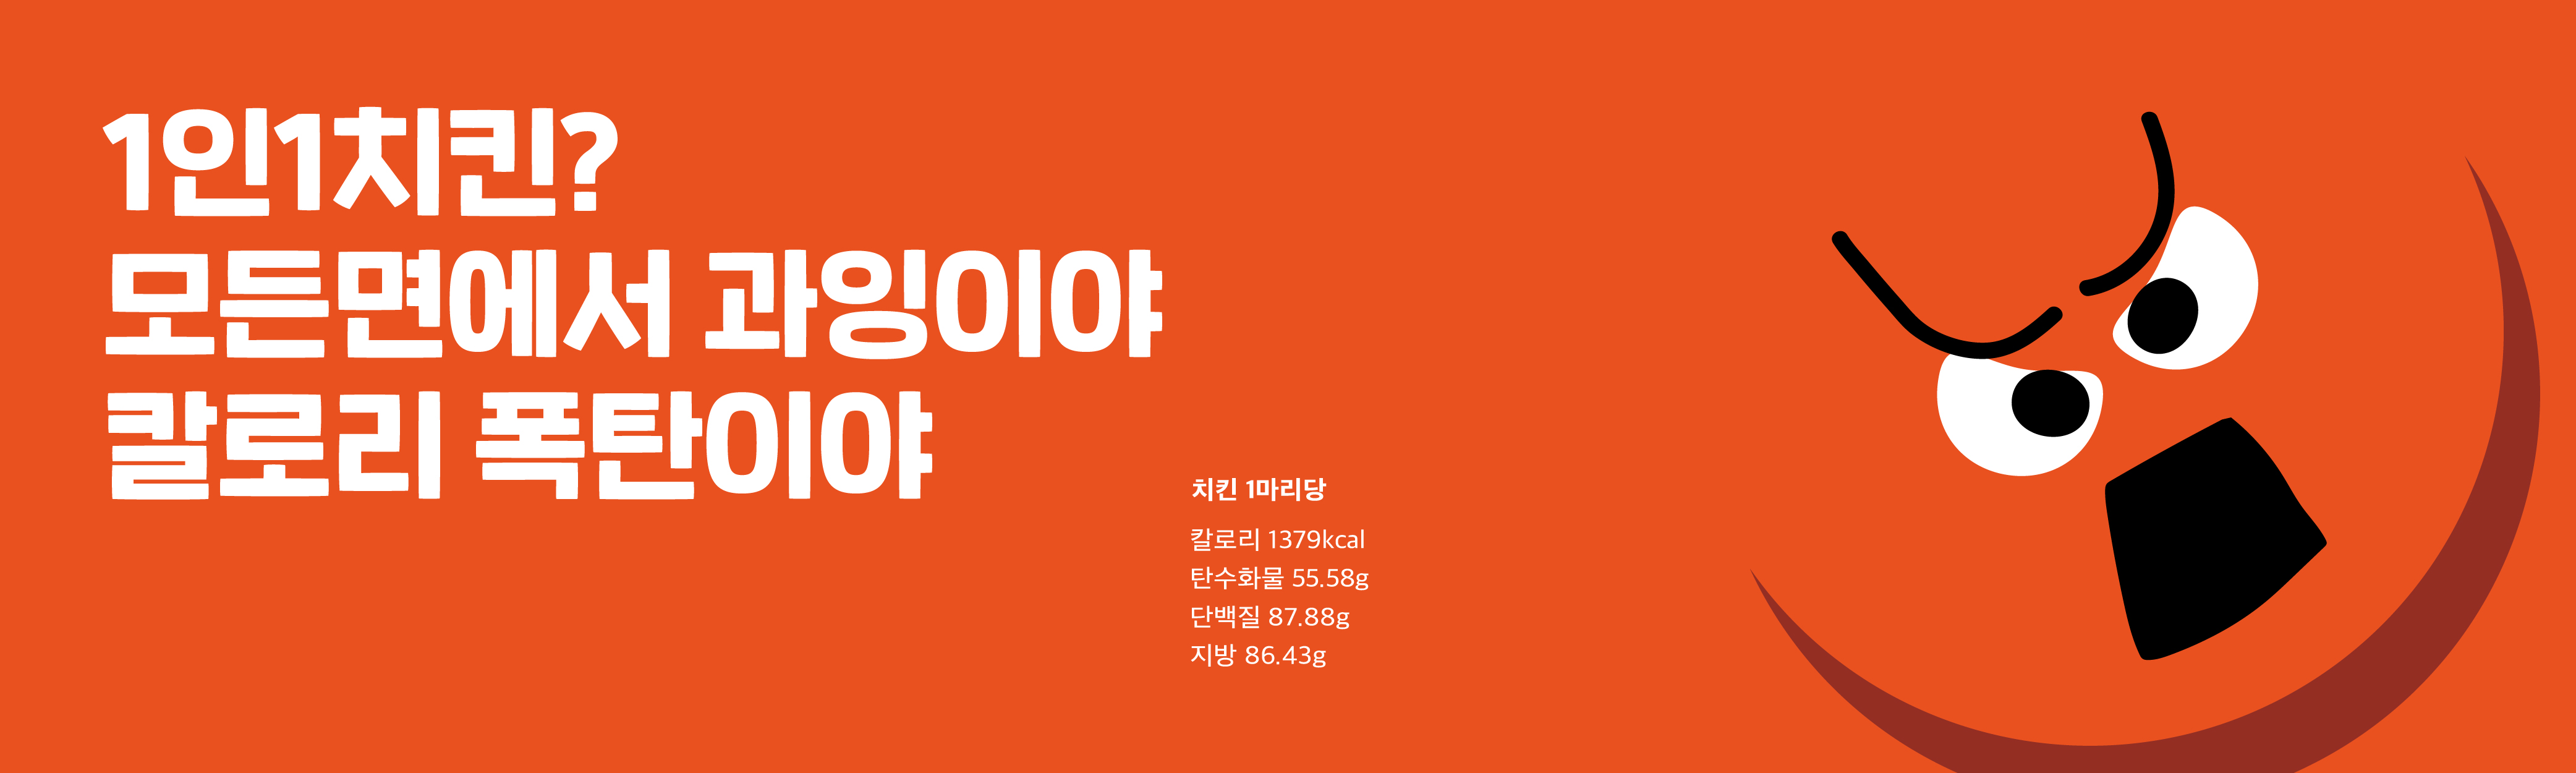 1인1치킨?
모든면에서 과잉이야
칼로리 폭탄이야
치킨 1마리당
칼로리 1379kcal
탄수화물 55.58g
단백질 87.88g
지방 86.43g